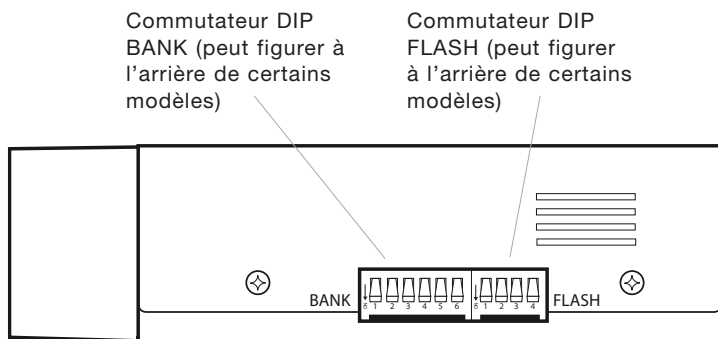 Commutateur DIP
BANK (peut figurer à
l'arrière de certains
modèles)
Commutateur DIP
FLASH (peut figurer
à l'arrière de certains
modèles)
BANK
1 2 3 4 5 6
1 2 3 4
FLASH